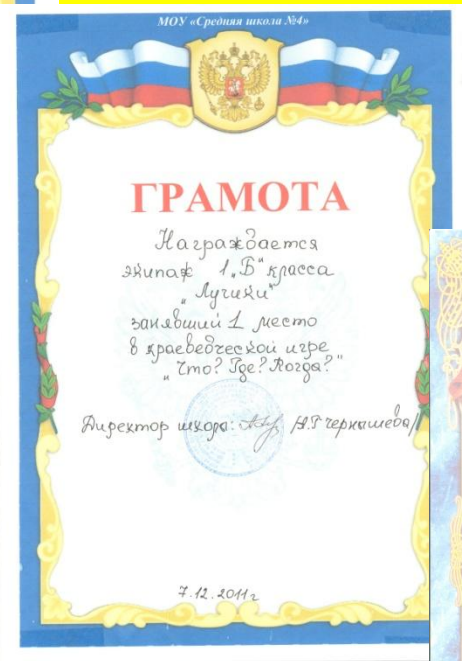 МОУ «Средняя школа №4»
ГРАМОТА
Награждается
экипаж 1 „Б" класса
„Лучики"
занявший 1 место
в краеведческой игре
„Что? Где? Когда?"
Директор школы: /Н.Г Чернышева/
7.12.2011г